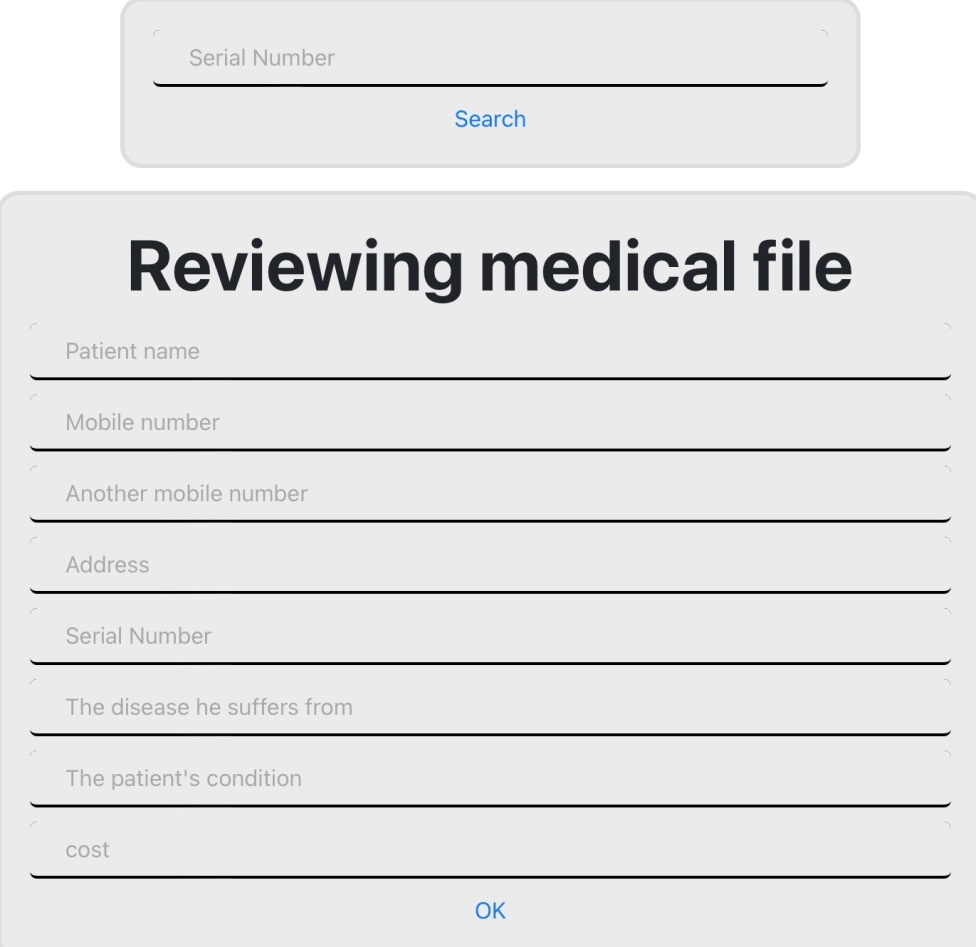 Serial Number
Search
Reviewing medical file
Patient name
Mobile number
Another mobile number
Address
Serial Number
The disease he suffers from
The patient's condition
cost
OK